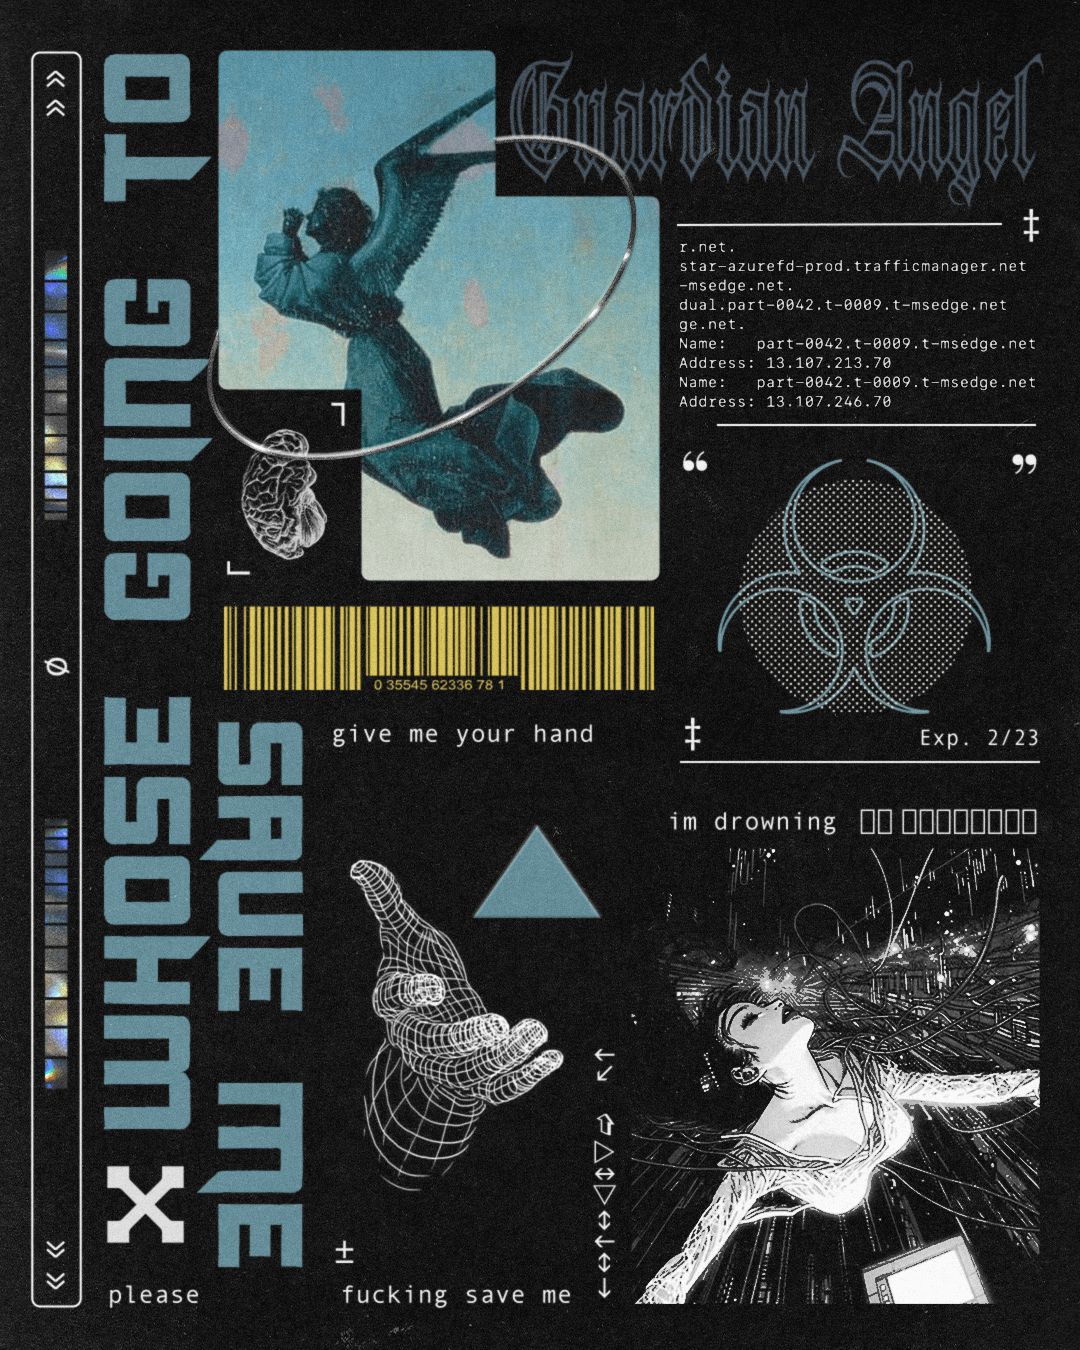 WHOSE GOING TO
SAVE ME
Guardian Angel
r.net.
star-azurefd-prod.trafficmanager.net
-msedge.net.
dual.part-0042.t-0009.t-msedge.net
ge.net.
Name:   part-0042.t-0009.t-msedge.net
Address: 13.107.213.70
Name:   part-0042.t-0009.t-msedge.net
Address: 13.107.246.70
“ ”
0 35545 62336 78 1
give me your hand
Exp. 2/23
im drowning
please
fucking save me